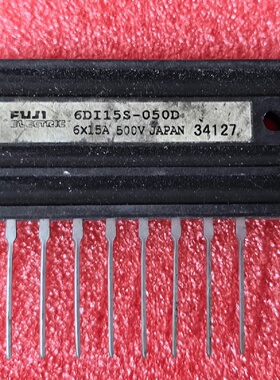 FUJI 6DI15S-050D
ELECTRIC 6X15A 500V JAPAN 34127